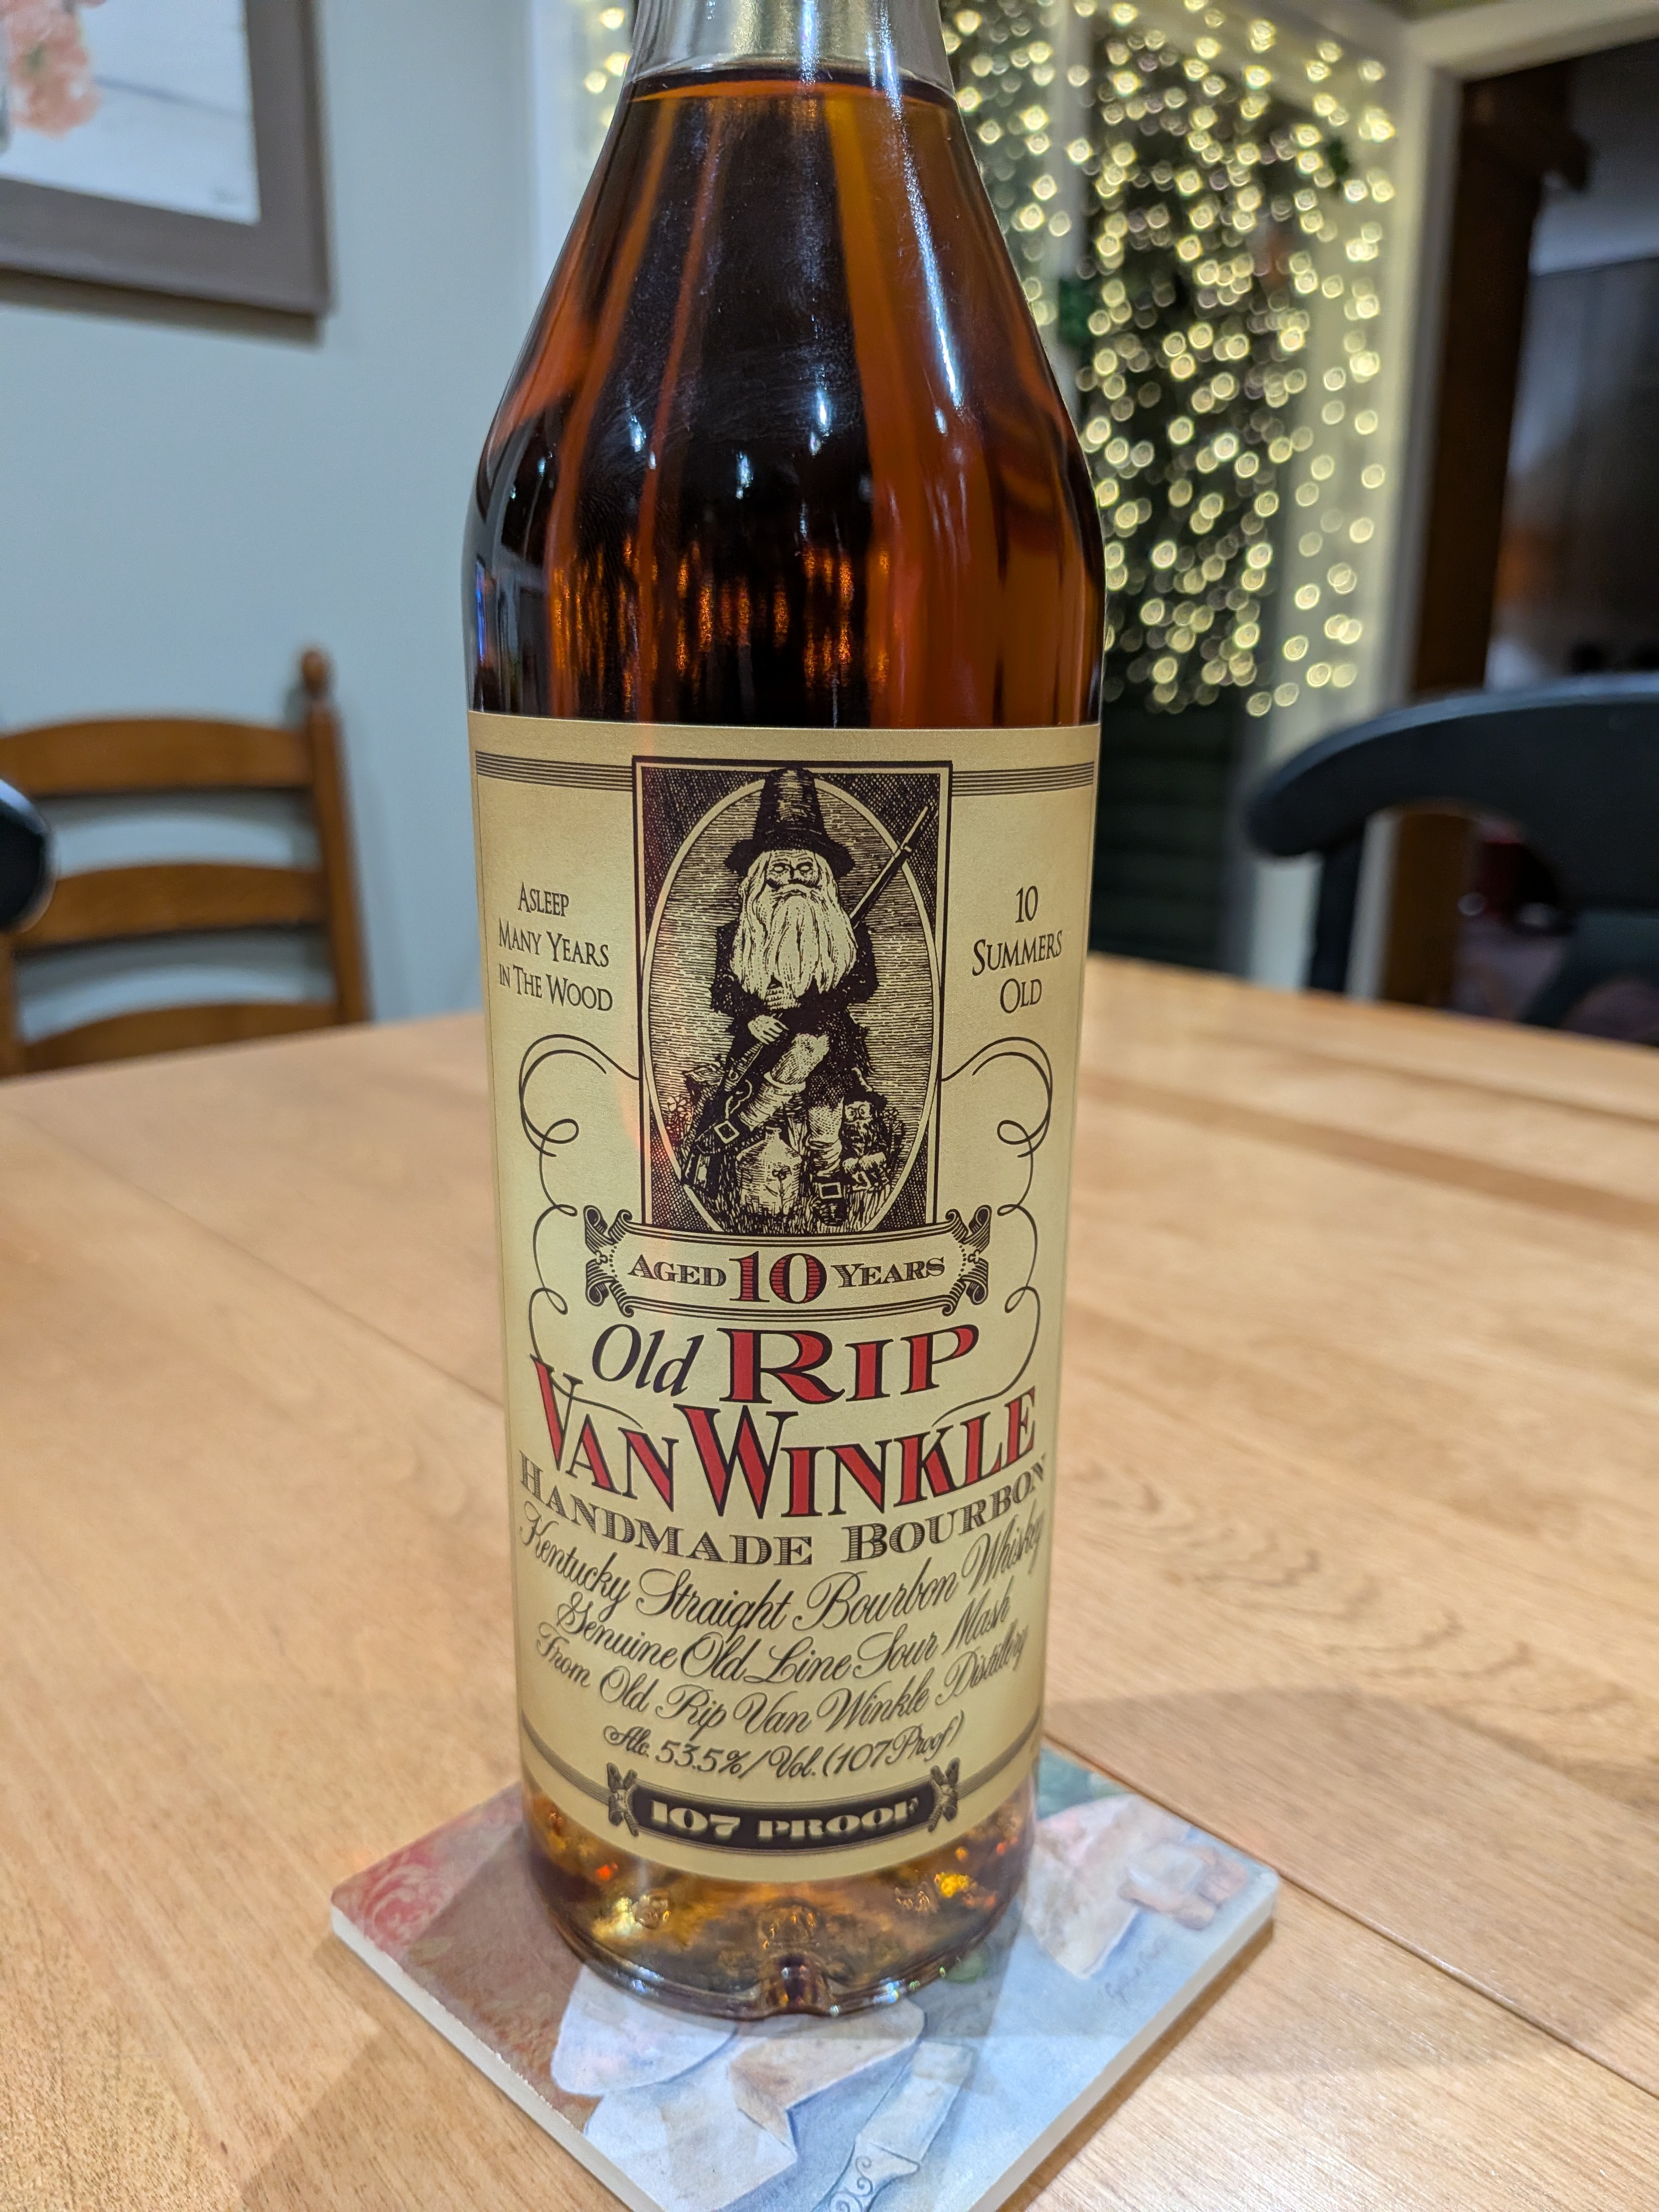 ASLEEP
MANY YEARS
IN THE WOOD
10
SUMMERS
OLD
AGED 10 YEARS
Old RIP
VAN WINKLE
HANDMADE BOURBON
Kentucky Straight Bourbon Whiskey
Genuine Old Line Sour Mash
From Old Rip Van Winkle Distillery
Alc. 53.5%/Vol. (107 Proof)
107 PROOF